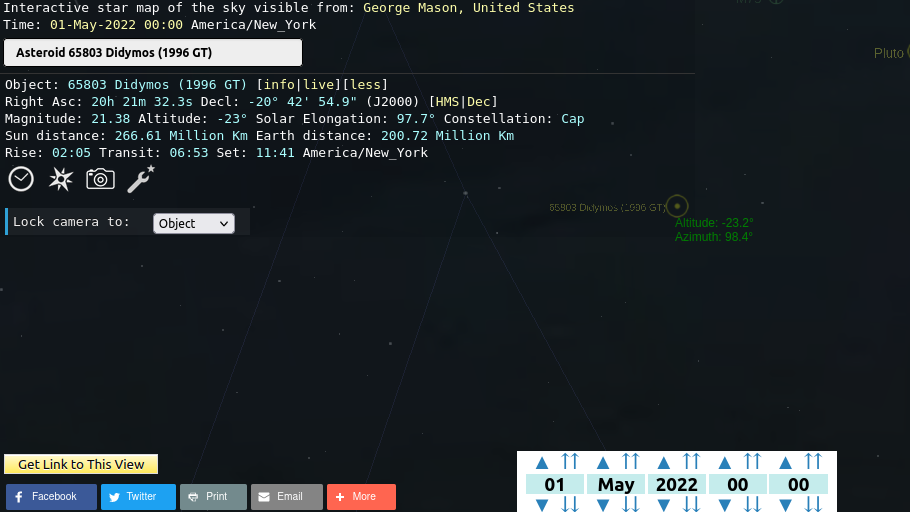 Interactive star map of the sky visible from: George Mason, United States
Time: 01-May-2022 00:00 America/New_York
Asteroid 65803 Didymos (1996 GT)
Pluto
Object: 65803 Didymos (1996 GT) [info|live][less]
Right Asc: 20h 21m 32.3s Decl: -20° 42' 54.9" (J2000) [HMS|Dec]
Magnitude: 21.38 Altitude: -23° Solar Elongation: 97.7° Constellation: Cap
Sun distance: 266.61 Million Km Earth distance: 200.72 Million Km
Rise: 02:05 Transit: 06:53 Set: 11:41 America/New_York
65803 Didymos (1996 GT)
Lock camera to: Object
Altitude: -23.2°
Azimuth: 98.4°
Get Link to This View
01 May 2022 00 00
Facebook Twitter Print Email More